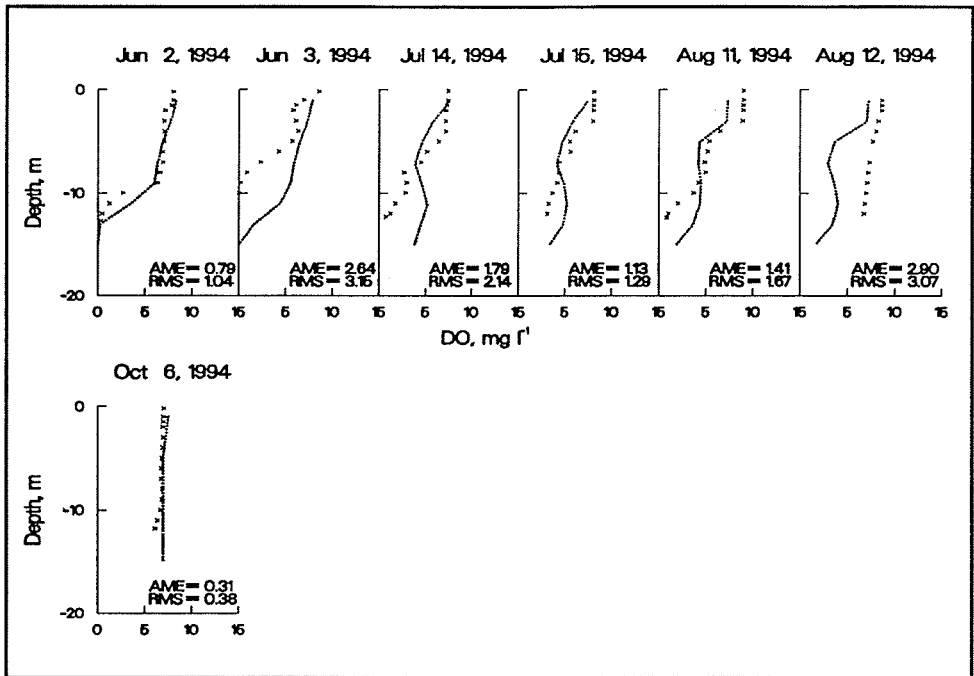 Jun 2, 1994 Jun 3, 1994 Jul 14, 1994 Jul 15, 1994 Aug 11, 1994 Aug 12, 1994
0
Depth, m
-10
AME= 0.79 AME= 2.64 AME= 1.79 AME= 1.13 AME= 1.41 AME= 2.90
RMS= 1.04 RMS= 3.15 RMS= 2.14 RMS= 1.29 RMS= 1.67 RMS= 3.07
-20
0 5 10 15 5 10 15 5 10 15 5 10 15 5 10 15 5 10 15
DO, mg l⁻¹
Oct 6, 1994
0
Depth, m
-10
AME= 0.31
RMS= 0.38
-20
0 5 10 15